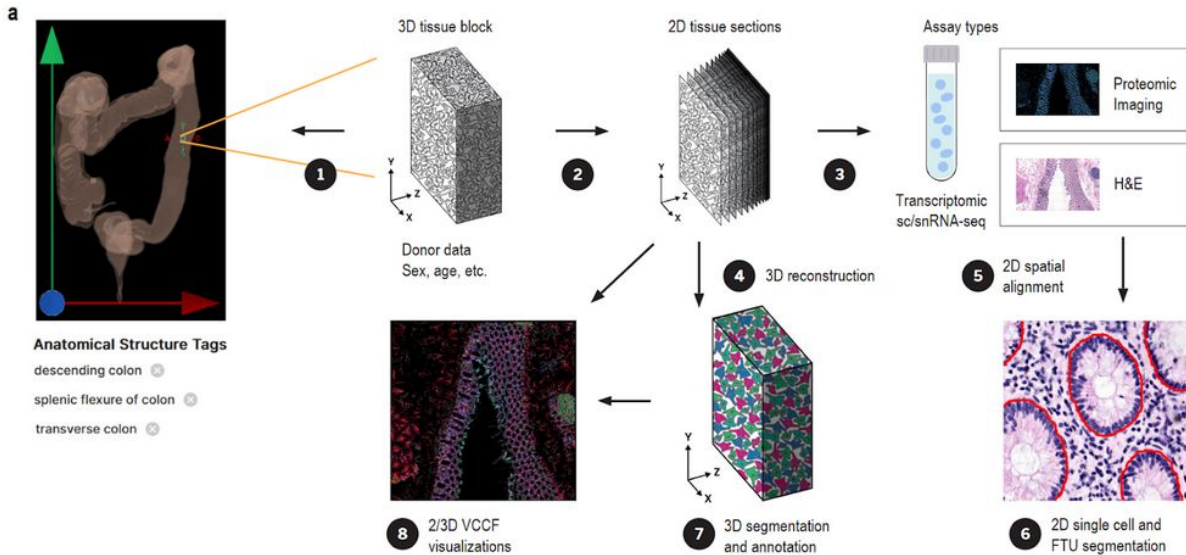 a
3D tissue block
2D tissue sections
Assay types
Proteomic
Imaging
H&E
Y
Z
X
Y
Z
X
1
2
3
Transcriptomic
sc/snRNA-seq
Donor data
Sex, age, etc.
4 3D reconstruction
5 2D spatial
alignment
Anatomical Structure Tags
descending colon
splenic flexure of colon
transverse colon
Y
Z
X
8 2/3D VCCF
visualizations
7 3D segmentation
and annotation
6 2D single cell and
FTU segmentation